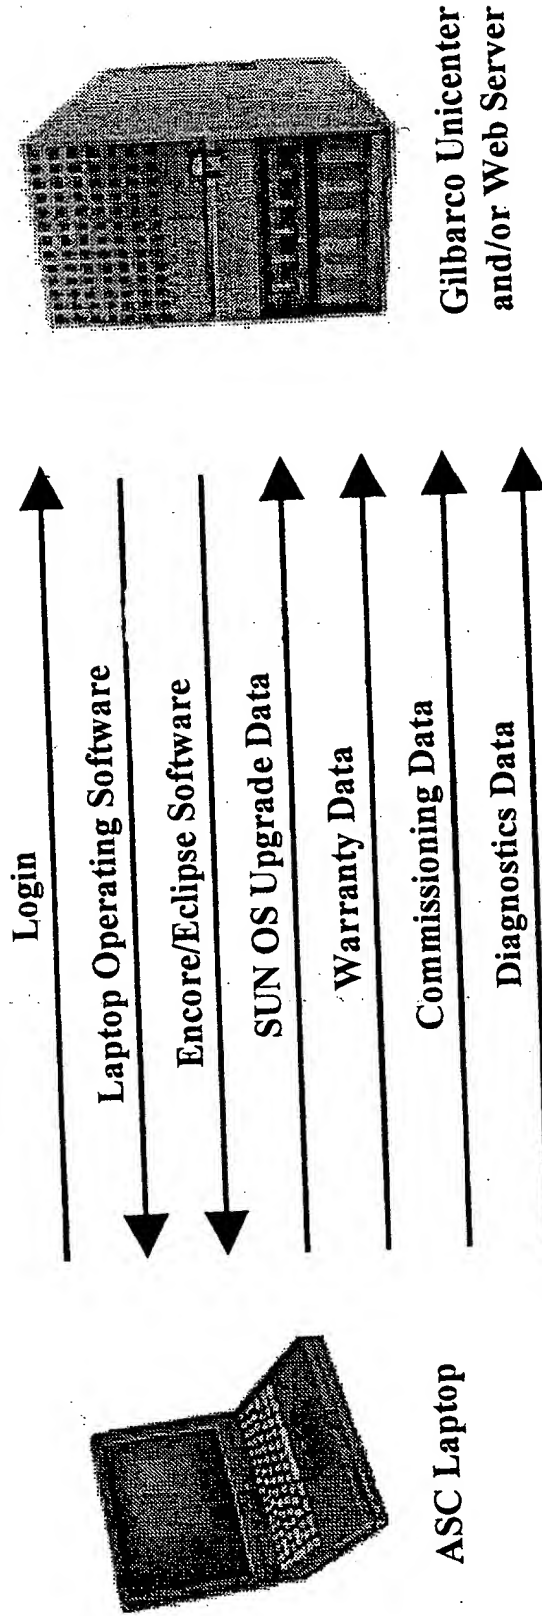 Login
Laptop Operating Software
Encore/Eclipse Software
SUN OS Upgrade Data
Warranty Data
Commissioning Data
Diagnostics Data
ASC Laptop
Gilbarco Unicenter
and/or Web Server